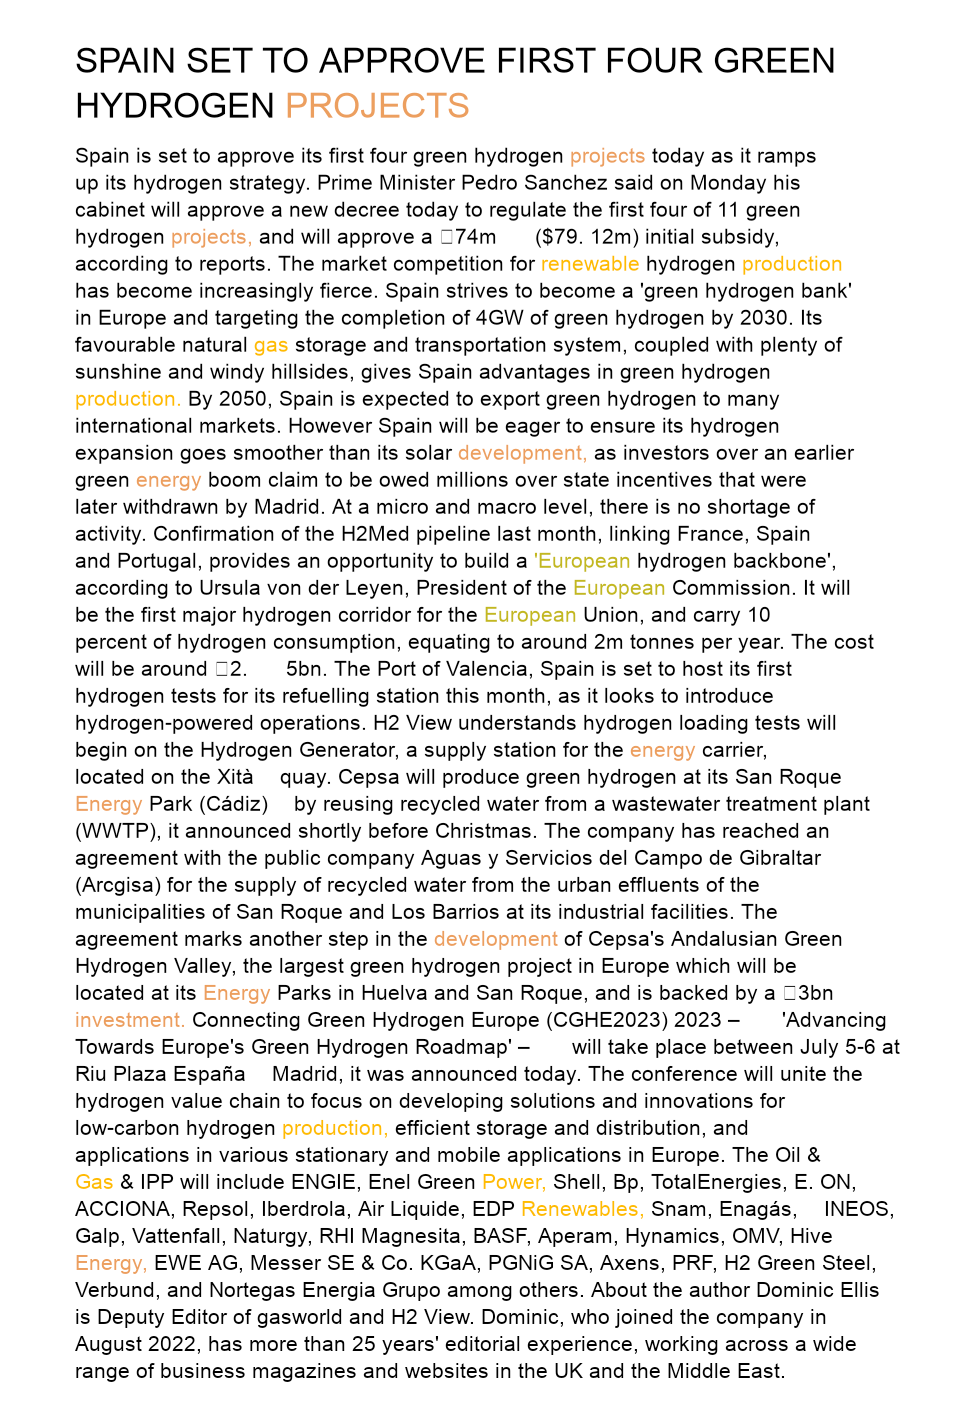 SPAIN SET TO APPROVE FIRST FOUR GREEN
HYDROGEN PROJECTS
Spain is set to approve its first four green hydrogen projects today as it ramps
up its hydrogen strategy. Prime Minister Pedro Sanchez said on Monday his
cabinet will approve a new decree today to regulate the first four of 11 green
hydrogen projects, and will approve a □74m ($79. 12m) initial subsidy,
according to reports. The market competition for renewable hydrogen production
has become increasingly fierce. Spain strives to become a 'green hydrogen bank'
in Europe and targeting the completion of 4GW of green hydrogen by 2030. Its
favourable natural gas storage and transportation system, coupled with plenty of
sunshine and windy hillsides, gives Spain advantages in green hydrogen
production. By 2050, Spain is expected to export green hydrogen to many
international markets. However Spain will be eager to ensure its hydrogen
expansion goes smoother than its solar development, as investors over an earlier
green energy boom claim to be owed millions over state incentives that were
later withdrawn by Madrid. At a micro and macro level, there is no shortage of
activity. Confirmation of the H2Med pipeline last month, linking France, Spain
and Portugal, provides an opportunity to build a 'European hydrogen backbone',
according to Ursula von der Leyen, President of the European Commission. It will
be the first major hydrogen corridor for the European Union, and carry 10
percent of hydrogen consumption, equating to around 2m tonnes per year. The cost
will be around □2. 5bn. The Port of Valencia, Spain is set to host its first
hydrogen tests for its refuelling station this month, as it looks to introduce
hydrogen-powered operations. H2 View understands hydrogen loading tests will
begin on the Hydrogen Generator, a supply station for the energy carrier,
located on the Xità quay. Cepsa will produce green hydrogen at its San Roque
Energy Park (Cádiz) by reusing recycled water from a wastewater treatment plant
(WWTP), it announced shortly before Christmas. The company has reached an
agreement with the public company Aguas y Servicios del Campo de Gibraltar
(Arcgisa) for the supply of recycled water from the urban effluents of the
municipalities of San Roque and Los Barrios at its industrial facilities. The
agreement marks another step in the development of Cepsa's Andalusian Green
Hydrogen Valley, the largest green hydrogen project in Europe which will be
located at its Energy Parks in Huelva and San Roque, and is backed by a □3bn
investment. Connecting Green Hydrogen Europe (CGHE2023) 2023 – 'Advancing
Towards Europe's Green Hydrogen Roadmap' – will take place between July 5-6 at
Riu Plaza España Madrid, it was announced today. The conference will unite the
hydrogen value chain to focus on developing solutions and innovations for
low-carbon hydrogen production, efficient storage and distribution, and
applications in various stationary and mobile applications in Europe. The Oil &
Gas & IPP will include ENGIE, Enel Green Power, Shell, Bp, TotalEnergies, E. ON,
ACCIONA, Repsol, Iberdrola, Air Liquide, EDP Renewables, Snam, Enagás, INEOS,
Galp, Vattenfall, Naturgy, RHI Magnesita, BASF, Aperam, Hynamics, OMV, Hive
Energy, EWE AG, Messer SE & Co. KGaA, PGNiG SA, Axens, PRF, H2 Green Steel,
Verbund, and Nortegas Energia Grupo among others. About the author Dominic Ellis
is Deputy Editor of gasworld and H2 View. Dominic, who joined the company in
August 2022, has more than 25 years' editorial experience, working across a wide
range of business magazines and websites in the UK and the Middle East.